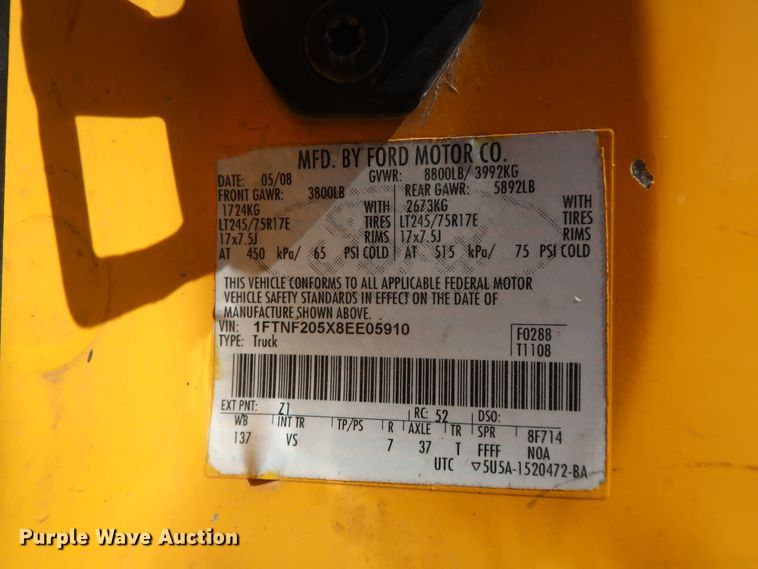 MFD. BY FORD MOTOR CO.
DATE: 05/08 GVWR: 8800LB/ 3992KG
FRONT GAWR: 3800LB REAR GAWR: 5892LB
1724KG WITH 2673KG WITH
LT245/75R17E TIRES LT245/75R17E TIRES
17x7.5J RIMS 17x7.5J RIMS
AT 450 kPa/ 65 PSI COLD AT 515 kPa/ 75 PSI COLD
THIS VEHICLE CONFORMS TO ALL APPLICABLE FEDERAL MOTOR
VEHICLE SAFETY STANDARDS IN EFFECT ON THE DATE OF
MANUFACTURE SHOWN ABOVE.
VIN: 1FTNF205X8EE05910 F0288
TYPE: Truck T1108
EXT PNT: Z1 RC: 52 DSO:
WB INT TR TP/PS R AXLE TR SPR 8F714
137 VS 7 37 T FFFF NOA
UTC ▽5U5A-1520472-BA
Purple Wave Auction